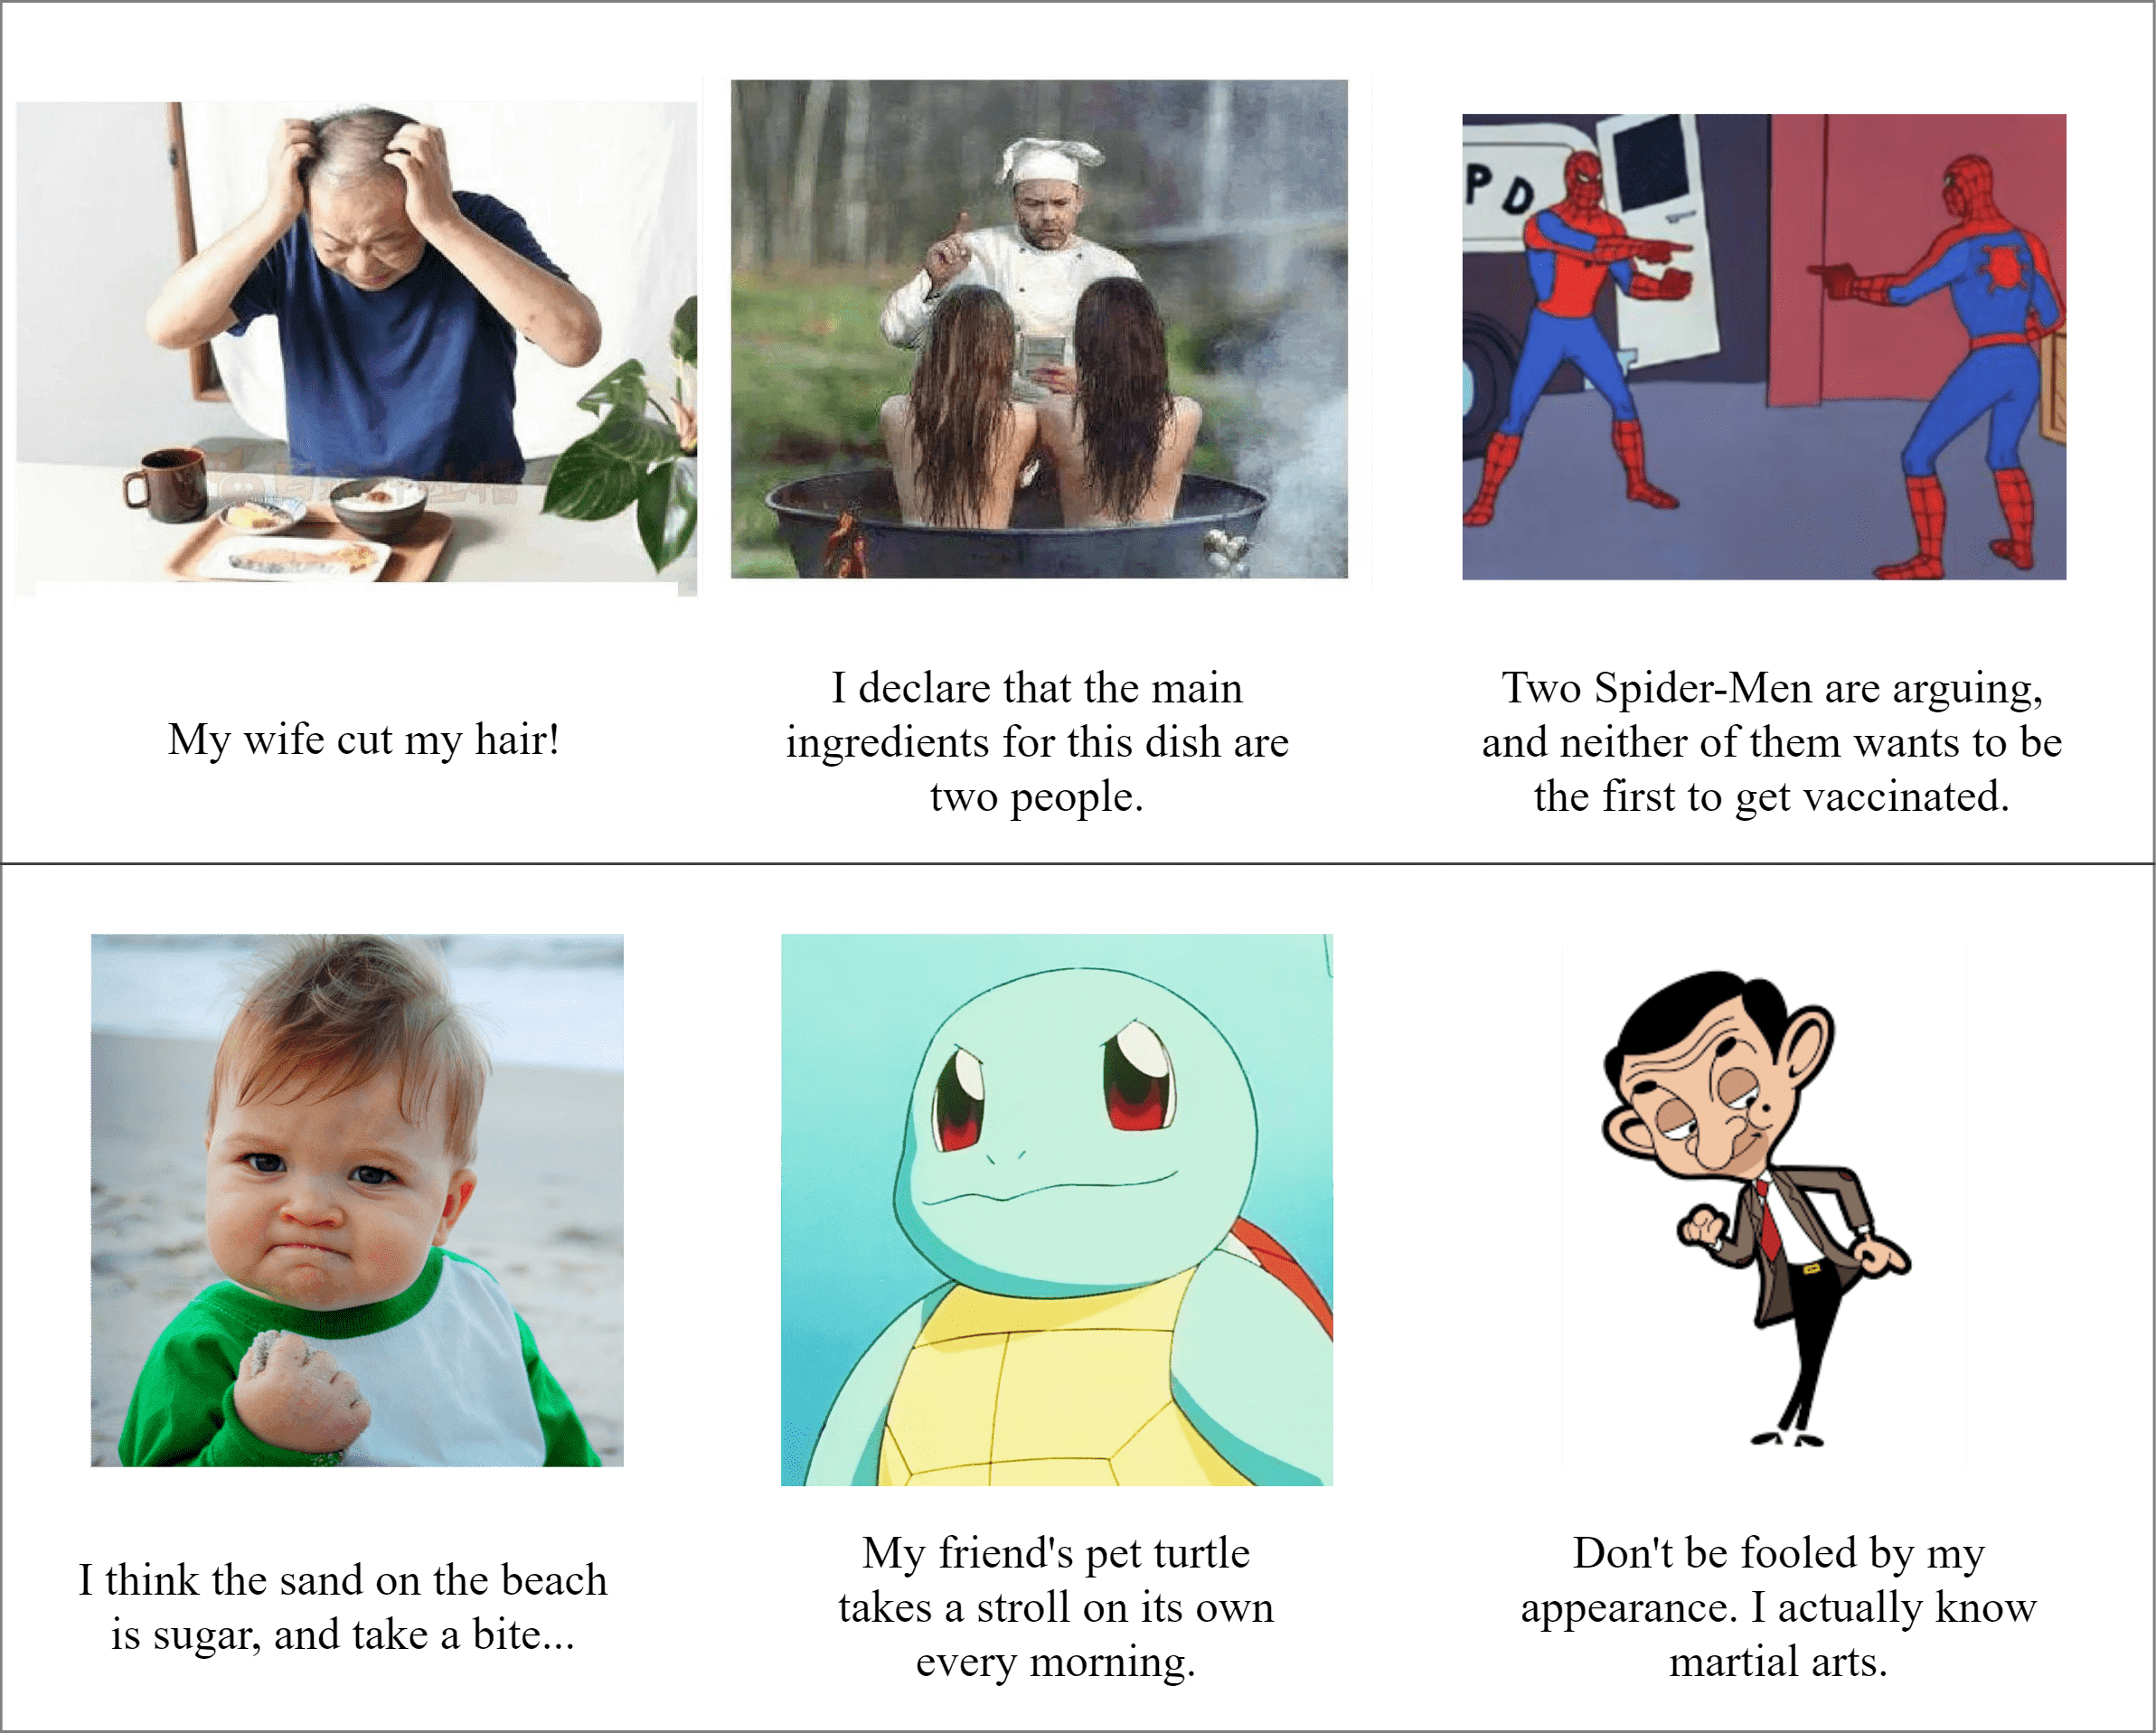 PD
My wife cut my hair!
I declare that the main
ingredients for this dish are
two people.
Two Spider-Men are arguing,
and neither of them wants to be
the first to get vaccinated.
I think the sand on the beach
is sugar, and take a bite...
My friend's pet turtle
takes a stroll on its own
every morning.
Don't be fooled by my
appearance. I actually know
martial arts.